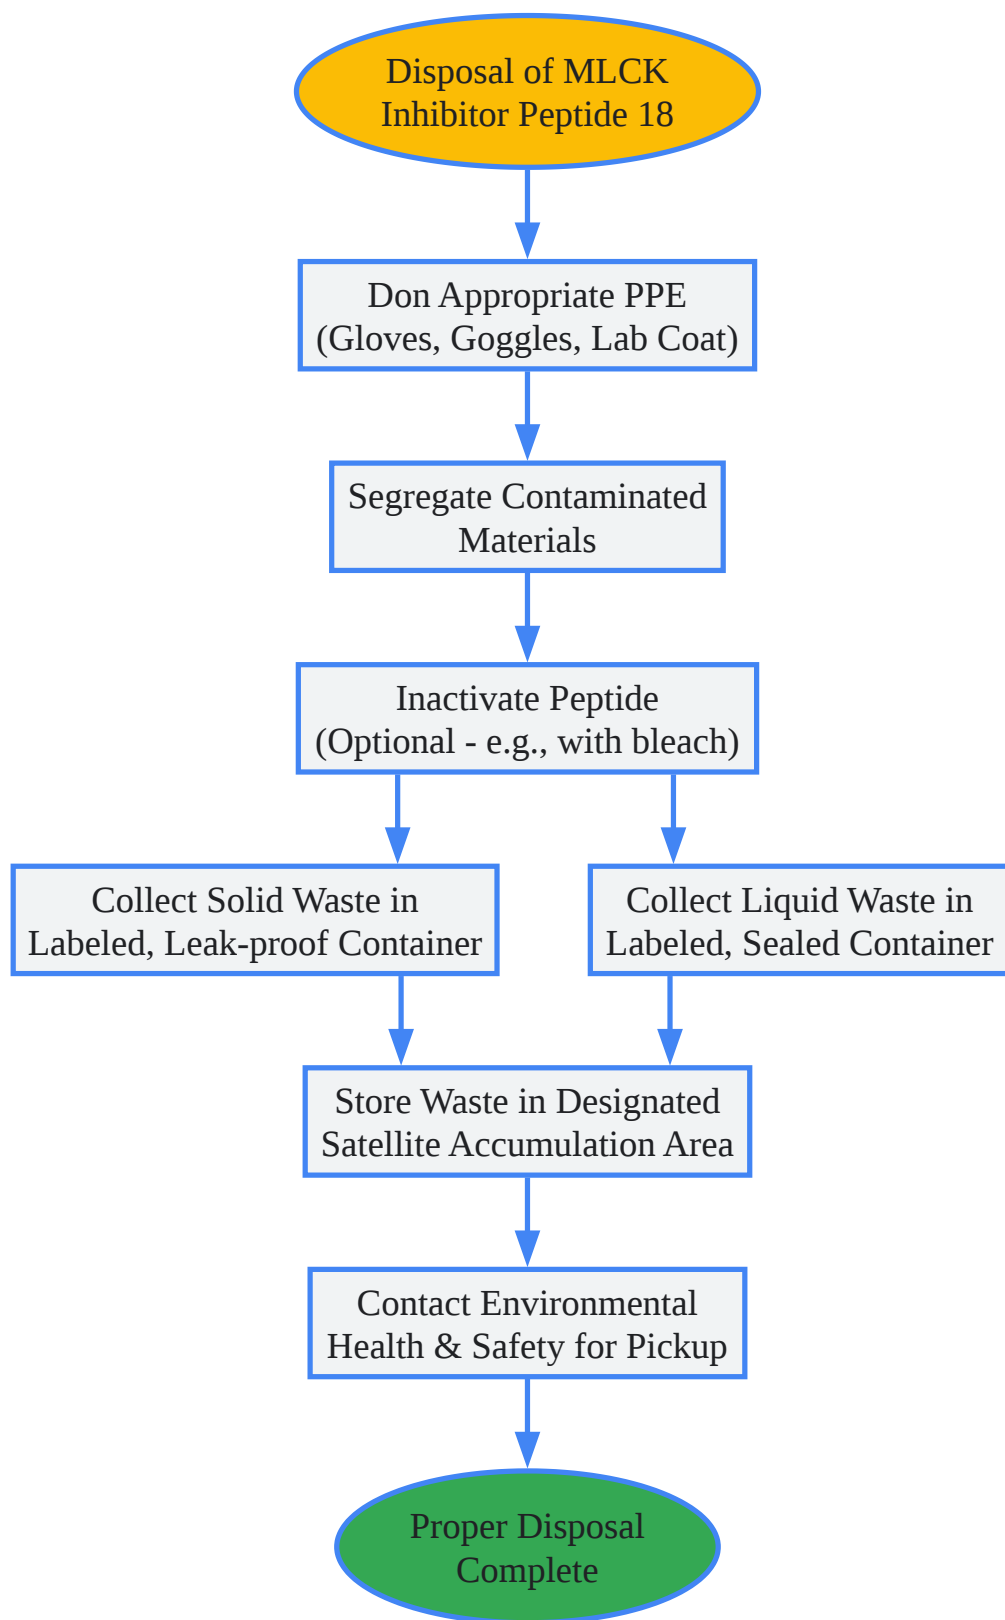 Disposal of MLCK
Inhibitor Peptide 18
Don Appropriate PPE
(Gloves, Goggles, Lab Coat)
Segregate Contaminated
Materials
Inactivate Peptide
(Optional - e.g., with bleach)
Collect Solid Waste in
Labeled, Leak-proof Container
Collect Liquid Waste in
Labeled, Sealed Container
Store Waste in Designated
Satellite Accumulation Area
Contact Environmental
Health & Safety for Pickup
Proper Disposal
Complete